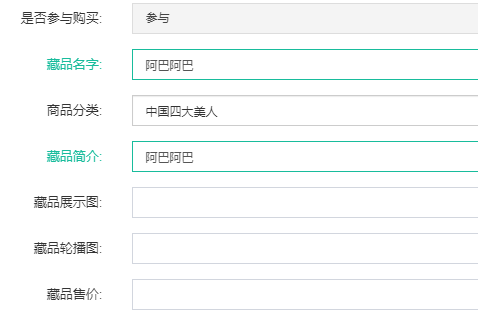 是否参与购买: 参与
藏品名字: 阿巴阿巴
商品分类: 中国四大美人
藏品简介: 阿巴阿巴
藏品展示图:
藏品轮播图:
藏品售价: